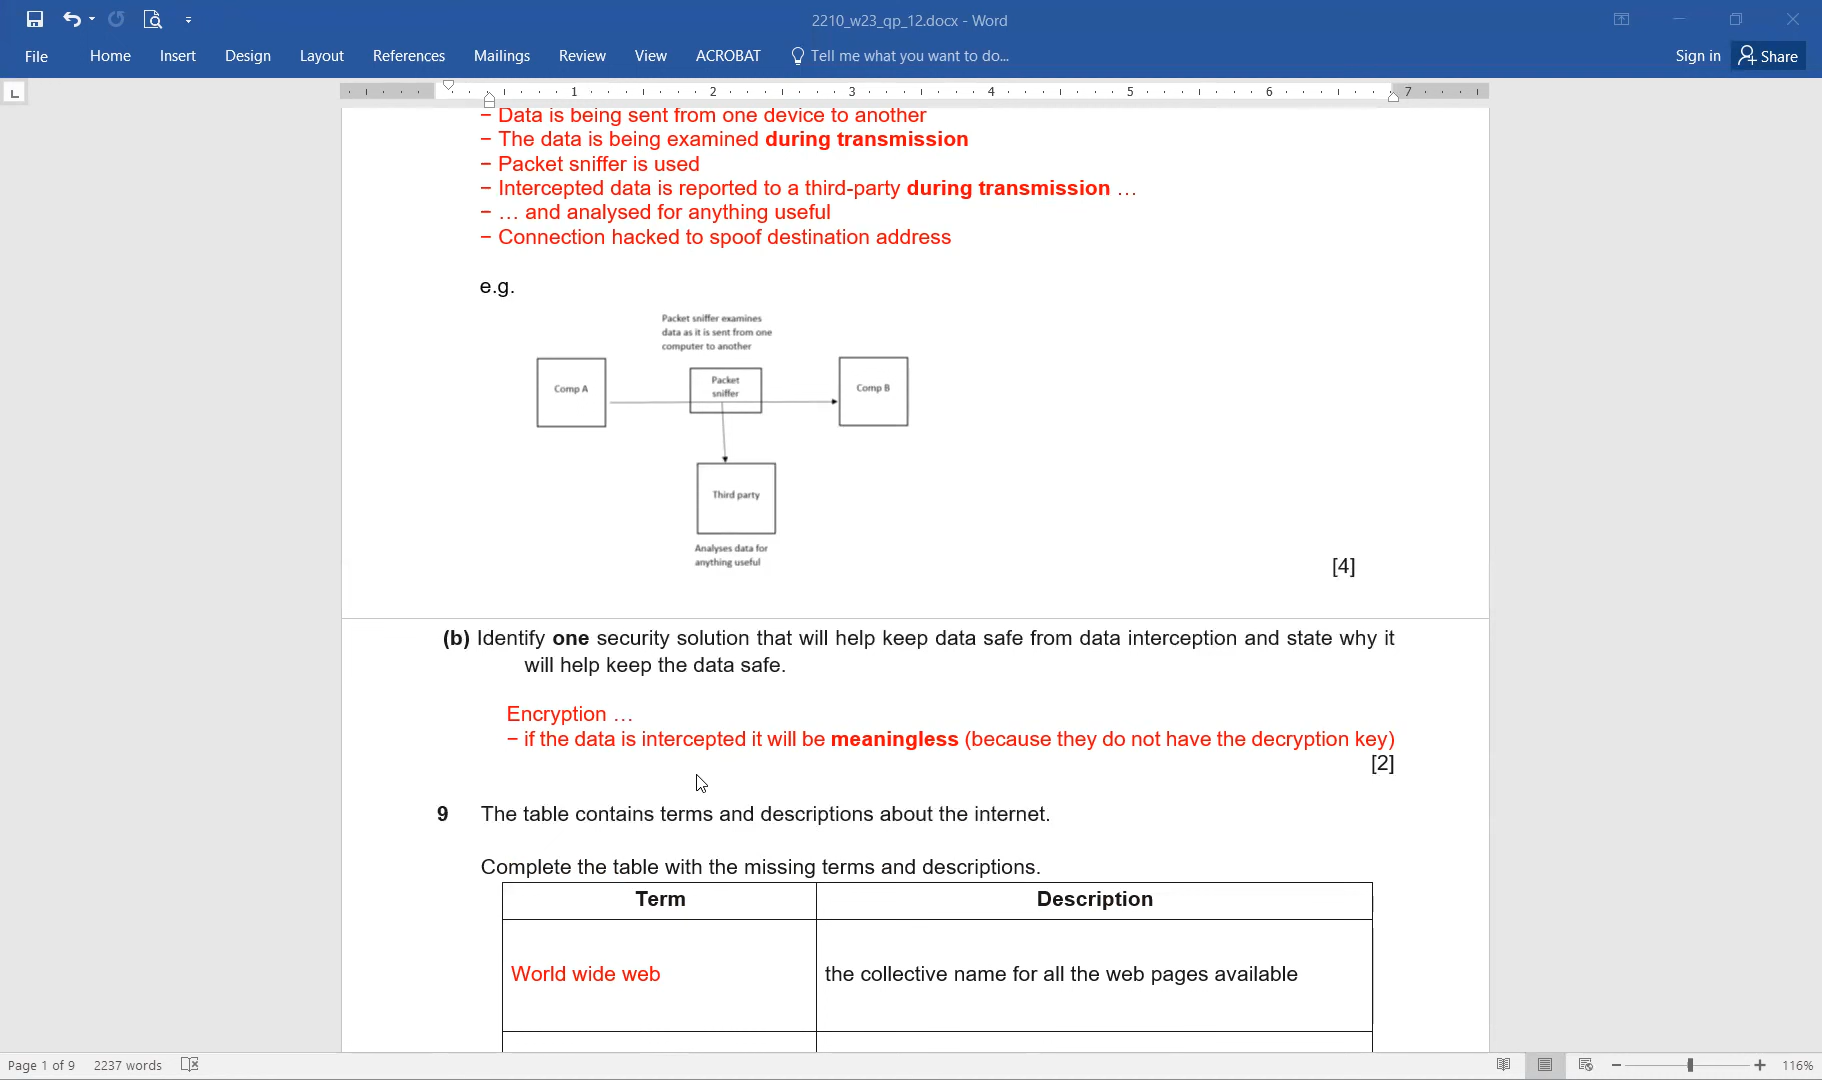 2210_w23_qp_12.docx - Word
File Home Insert Design Layout References Mailings Review View ACROBAT Tell me what you want to do... Sign in Share
1 2 3 4 5 6 7
– Data is being sent from one device to another
– The data is being examined during transmission
– Packet sniffer is used
– Intercepted data is reported to a third-party during transmission …
– … and analysed for anything useful
– Connection hacked to spoof destination address
e.g.
Packet sniffer examines
data as it is sent from one
computer to another
Comp A
Packet
sniffer
Comp B
Third party
Analyses data for
anything useful
[4]
(b) Identify one security solution that will help keep data safe from data interception and state why it
will help keep the data safe.
Encryption …
– if the data is intercepted it will be meaningless (because they do not have the decryption key)
[2]
9 The table contains terms and descriptions about the internet.
Complete the table with the missing terms and descriptions.
Term Description
World wide web the collective name for all the web pages available
Page 1 of 9 2237 words 116%